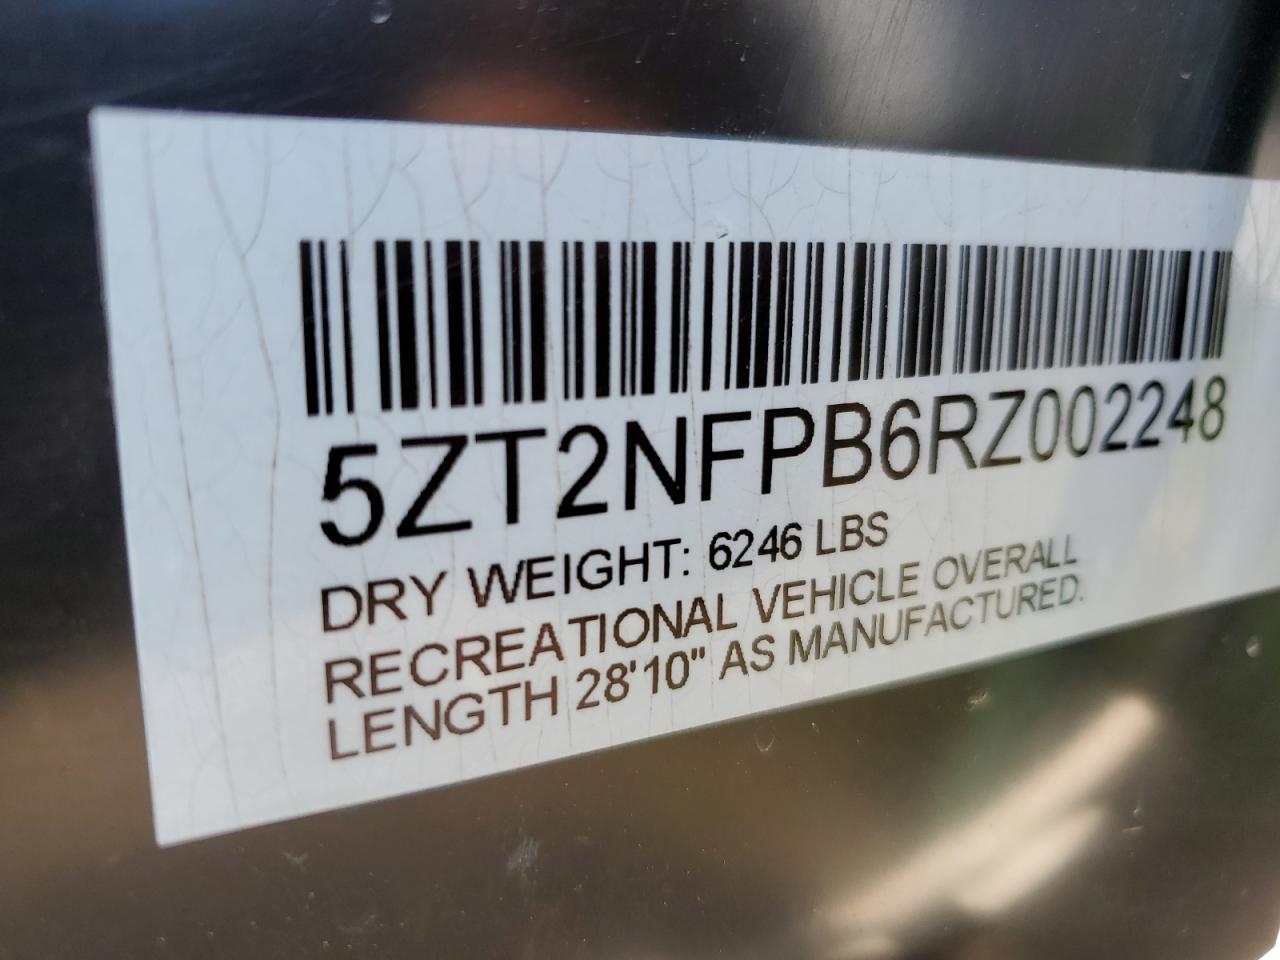 5ZT2NFPB6RZ002248
DRY WEIGHT: 6246 LBS
RECREATIONAL VEHICLE OVERALL
LENGTH 28'10" AS MANUFACTURED.